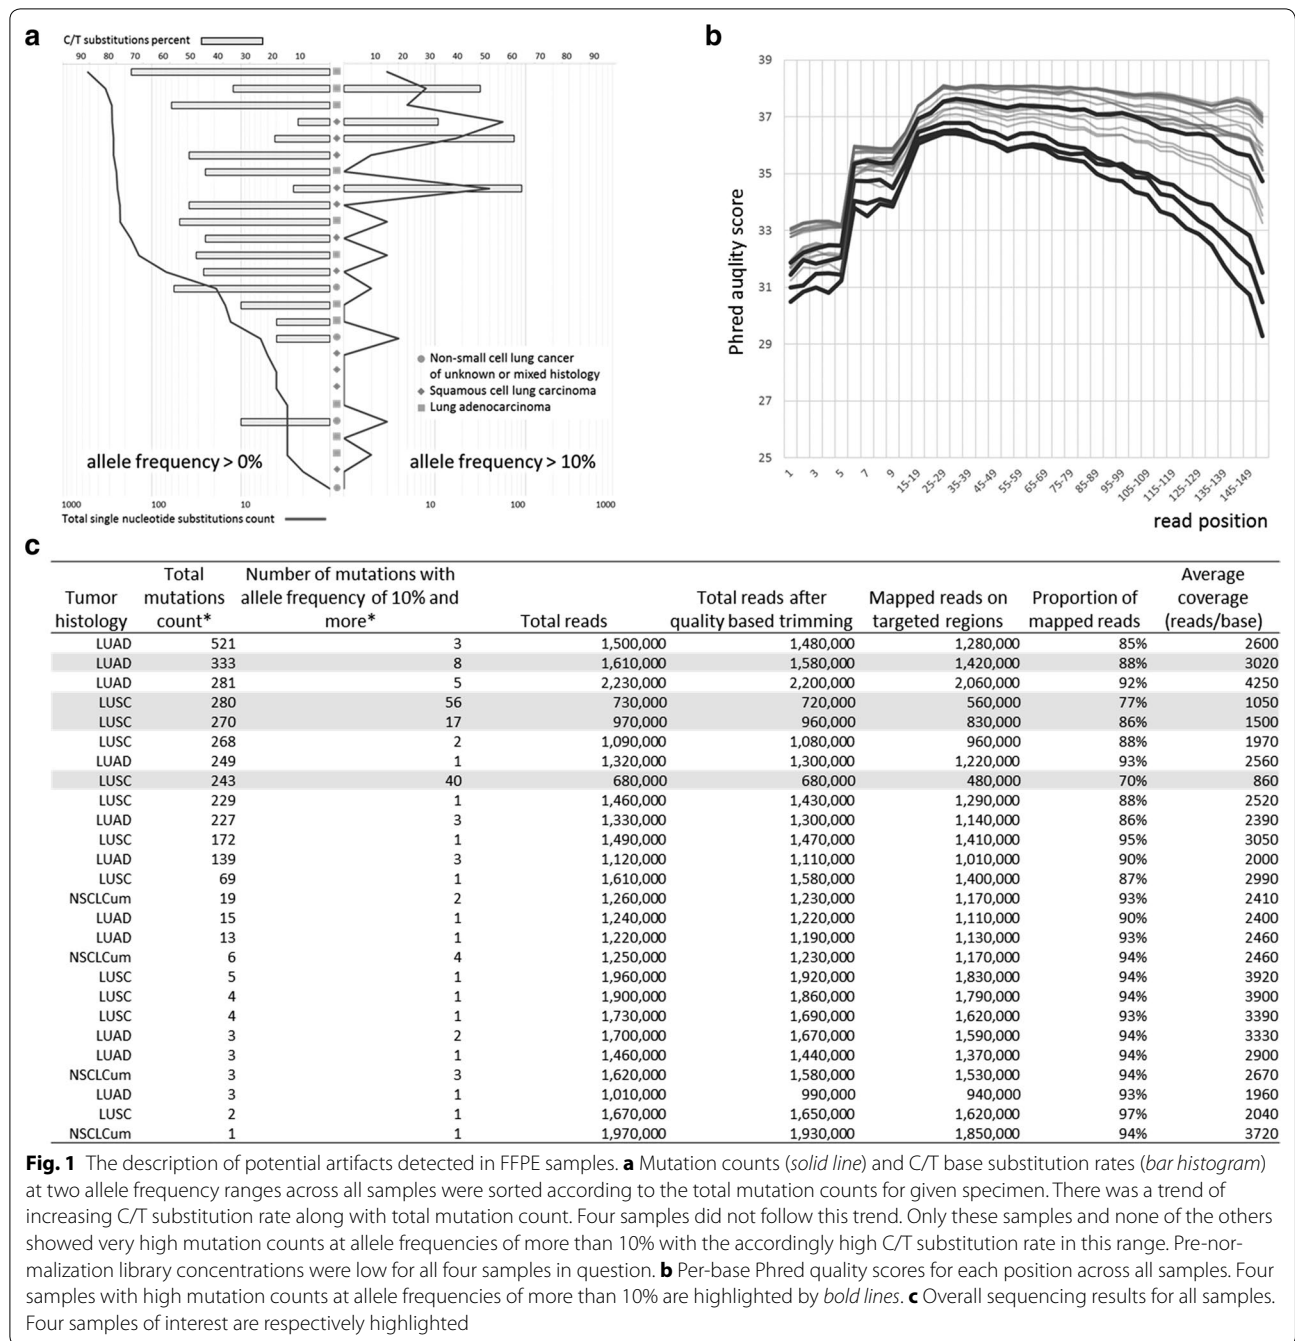 a
C/T substitutions percent
90 80 70 60 50 40 30 20 10
10 20 30 40 50 60 70 80 90
Non-small cell lung cancer
of unknown or mixed histology
Squamous cell lung carcinoma
Lung adenocarcinoma
allele frequency > 0%
allele frequency > 10%
1000 100 10
10 100 1000
Total single nucleotide substitutions count
b
39
37
35
33
31
29
27
25
Phred auqlity score
1 3 5 7 9 15-19 25-29 35-39 45-49 55-59 65-69 75-79 85-89 95-99 105-109 115-119 125-129 135-139 145-149
read position
c
Tumor histology Total mutations count* Number of mutations with allele frequency of 10% and more* Total reads Total reads after quality based trimming Mapped reads on targeted regions Proportion of mapped reads Average coverage (reads/base)
LUAD 521 3 1,500,000 1,480,000 1,280,000 85% 2600
LUAD 333 8 1,610,000 1,580,000 1,420,000 88% 3020
LUAD 281 5 2,230,000 2,200,000 2,060,000 92% 4250
LUSC 280 56 730,000 720,000 560,000 77% 1050
LUSC 270 17 970,000 960,000 830,000 86% 1500
LUSC 268 2 1,090,000 1,080,000 960,000 88% 1970
LUAD 249 1 1,320,000 1,300,000 1,220,000 93% 2560
LUSC 243 40 680,000 680,000 480,000 70% 860
LUSC 229 1 1,460,000 1,430,000 1,290,000 88% 2520
LUAD 227 3 1,330,000 1,300,000 1,140,000 86% 2390
LUSC 172 1 1,490,000 1,470,000 1,410,000 95% 3050
LUAD 139 3 1,120,000 1,110,000 1,010,000 90% 2000
LUSC 69 1 1,610,000 1,580,000 1,400,000 87% 2990
NSCLCum 19 2 1,260,000 1,230,000 1,170,000 93% 2410
LUAD 15 1 1,240,000 1,220,000 1,110,000 90% 2400
LUAD 13 1 1,220,000 1,190,000 1,130,000 93% 2460
NSCLCum 6 4 1,250,000 1,230,000 1,170,000 94% 2460
LUSC 5 1 1,960,000 1,920,000 1,830,000 94% 3920
LUSC 4 1 1,900,000 1,860,000 1,790,000 94% 3900
LUSC 4 1 1,730,000 1,690,000 1,620,000 93% 3390
LUAD 3 2 1,700,000 1,670,000 1,590,000 94% 3330
LUAD 3 1 1,460,000 1,440,000 1,370,000 94% 2900
NSCLCum 3 3 1,620,000 1,580,000 1,530,000 94% 2670
LUAD 3 1 1,010,000 990,000 940,000 93% 1960
LUSC 2 1 1,670,000 1,650,000 1,620,000 97% 2040
NSCLCum 1 1 1,970,000 1,930,000 1,850,000 94% 3720
Fig. 1 The description of potential artifacts detected in FFPE samples. a Mutation counts (solid line) and C/T base substitution rates (bar histogram)
at two allele frequency ranges across all samples were sorted according to the total mutation counts for given specimen. There was a trend of
increasing C/T substitution rate along with total mutation count. Four samples did not follow this trend. Only these samples and none of the others
showed very high mutation counts at allele frequencies of more than 10% with the accordingly high C/T substitution rate in this range. Pre-nor-
malization library concentrations were low for all four samples in question. b Per-base Phred quality scores for each position across all samples. Four
samples with high mutation counts at allele frequencies of more than 10% are highlighted by bold lines. c Overall sequencing results for all samples.
Four samples of interest are respectively highlighted